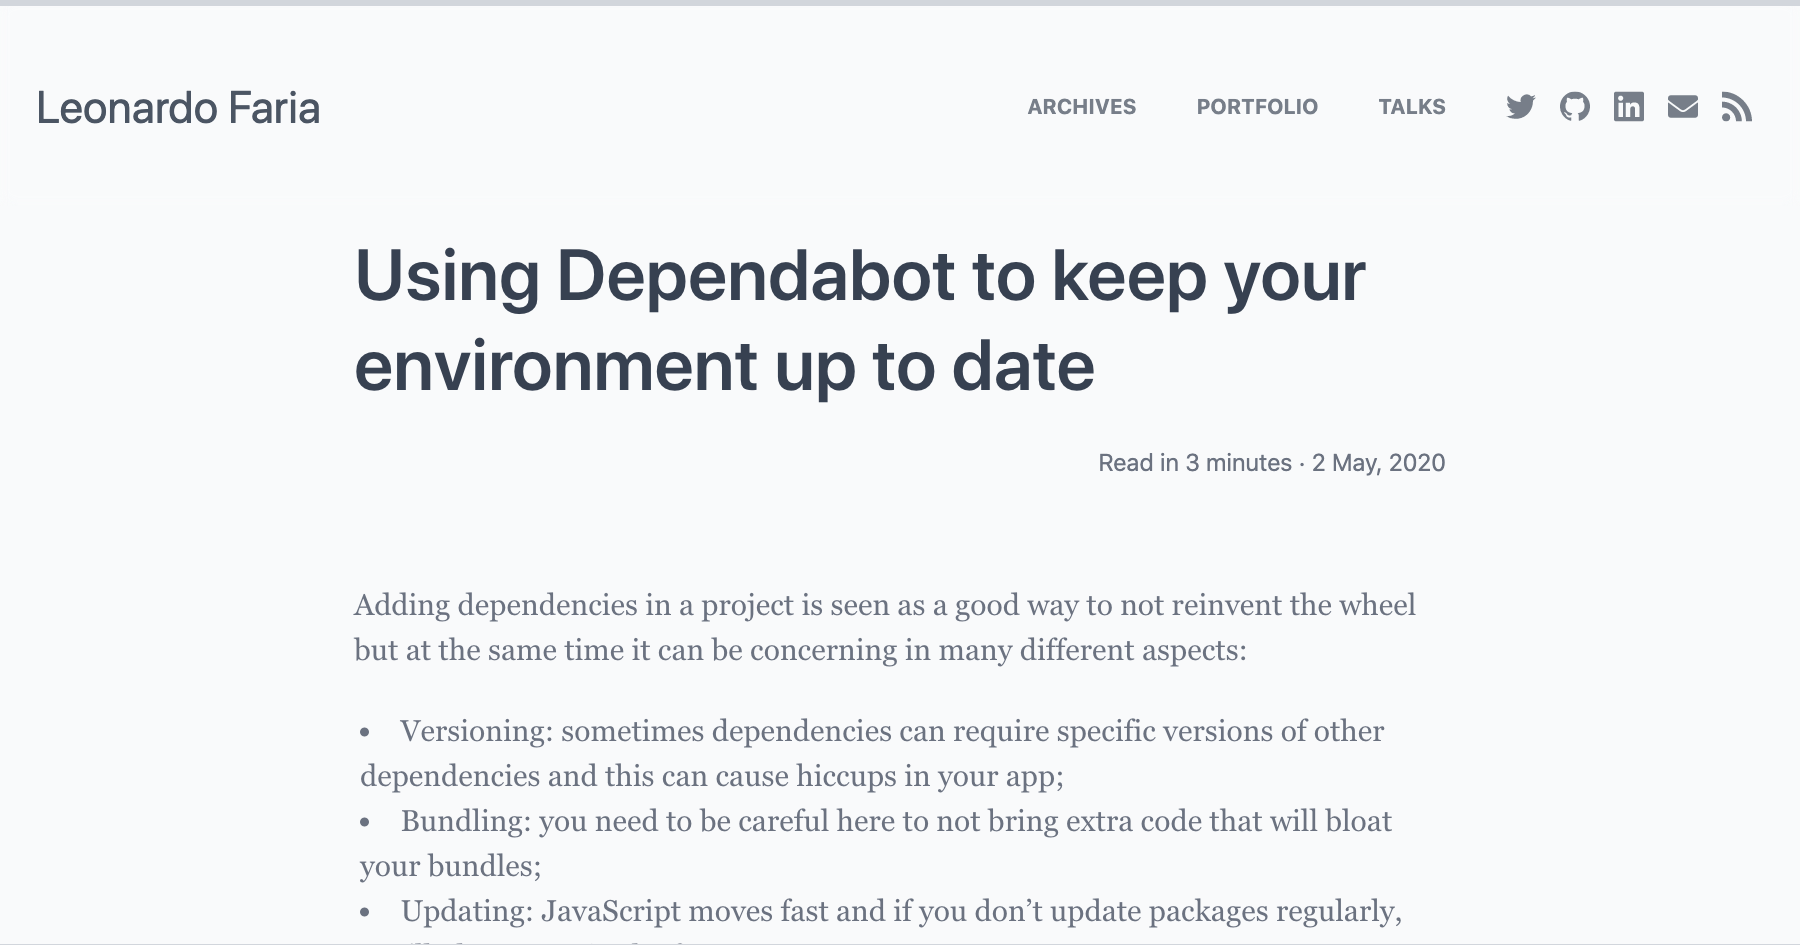 Leonardo Faria
ARCHIVES PORTFOLIO TALKS
Using Dependabot to keep your
environment up to date
Read in 3 minutes · 2 May, 2020
Adding dependencies in a project is seen as a good way to not reinvent the wheel
but at the same time it can be concerning in many different aspects:
• Versioning: sometimes dependencies can require specific versions of other
dependencies and this can cause hiccups in your app;
• Bundling: you need to be careful here to not bring extra code that will bloat
your bundles;
• Updating: JavaScript moves fast and if you don’t update packages regularly,